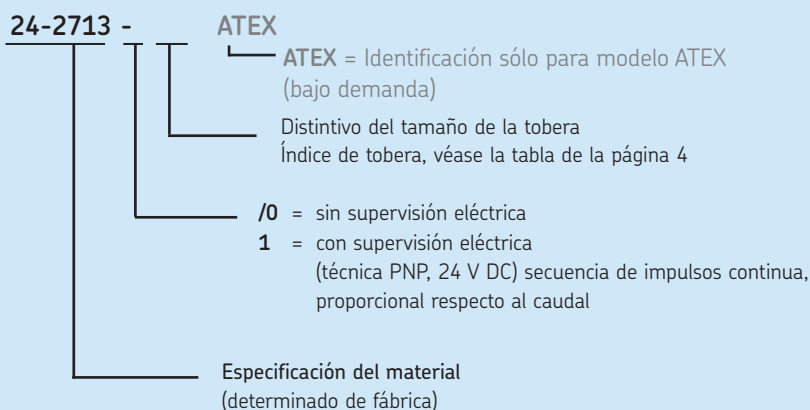 24-2713 - ATEX
ATEX = Identificación sólo para modelo ATEX
(bajo demanda)
Distintivo del tamaño de la tobera
Índice de tobera, véase la tabla de la página 4
/0 = sin supervisión eléctrica
1 = con supervisión eléctrica
(técnica PNP, 24 V DC) secuencia de impulsos continua,
proporcional respecto al caudal
Especificación del material
(determinado de fábrica)